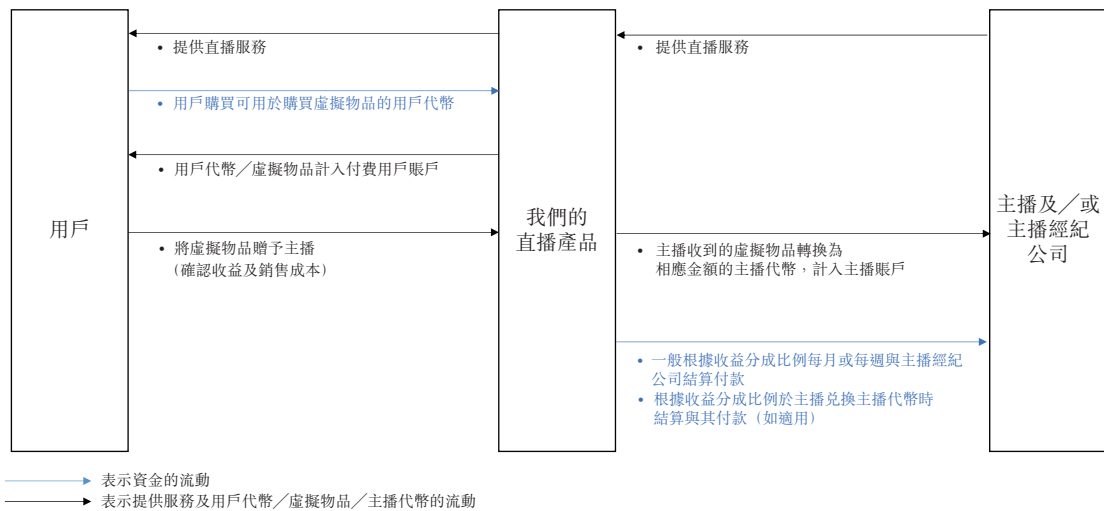 用戶
• 提供直播服務
• 用戶購買可用於購買虛擬物品的用戶代幣
• 用戶代幣╱虛擬物品計入付費用戶賬戶
• 將虛擬物品贈予主播
(確認收益及銷售成本)
我們的
直播產品
• 提供直播服務
• 主播收到的虛擬物品轉換為
相應金額的主播代幣，計入主播賬戶
• 一般根據收益分成比例每月或每週與主播經紀
公司結算付款
• 根據收益分成比例於主播兌換主播代幣時
結算與其付款（如適用）
主播及╱或
主播經紀
公司
表示資金的流動
表示提供服務及用戶代幣╱虛擬物品╱主播代幣的流動